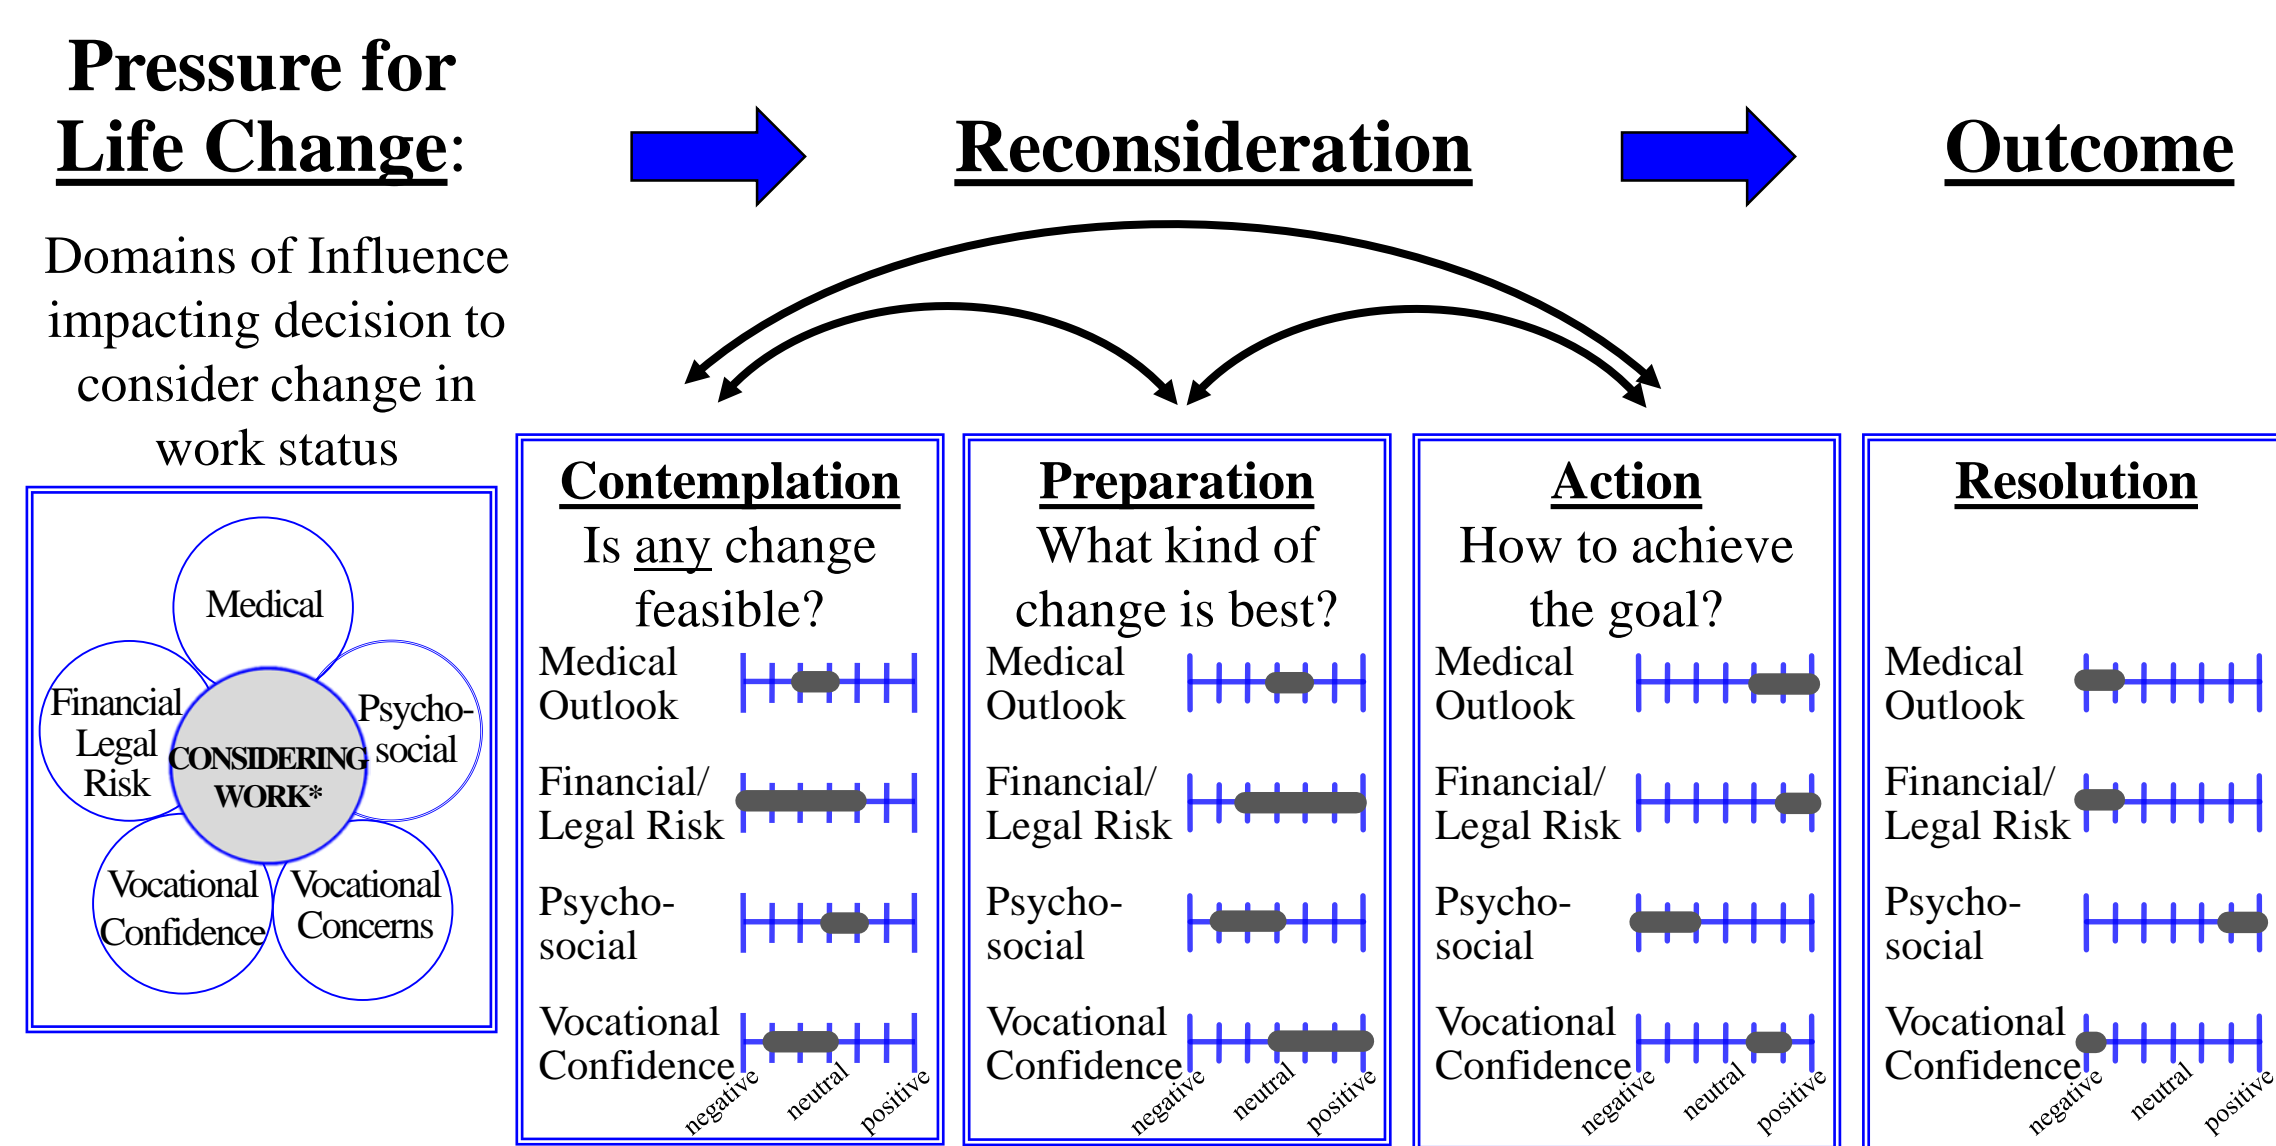 Pressure for
Life Change:
Reconsideration
Outcome
Domains of Influence
impacting decision to
consider change in
work status
Medical
Financial
Legal
Risk
Psycho-
social
CONSIDERING
WORK*
Vocational
Confidence
Vocational
Concerns
Contemplation
Is any change
feasible?
Medical
Outlook
Financial/
Legal Risk
Psycho-
social
Vocational
Confidence
negative
neutral
positive
Preparation
What kind of
change is best?
Medical
Outlook
Financial/
Legal Risk
Psycho-
social
Vocational
Confidence
negative
neutral
positive
Action
How to achieve
the goal?
Medical
Outlook
Financial/
Legal Risk
Psycho-
social
Vocational
Confidence
negative
neutral
positive
Resolution
Medical
Outlook
Financial/
Legal Risk
Psycho-
social
Vocational
Confidence
negative
neutral
positive